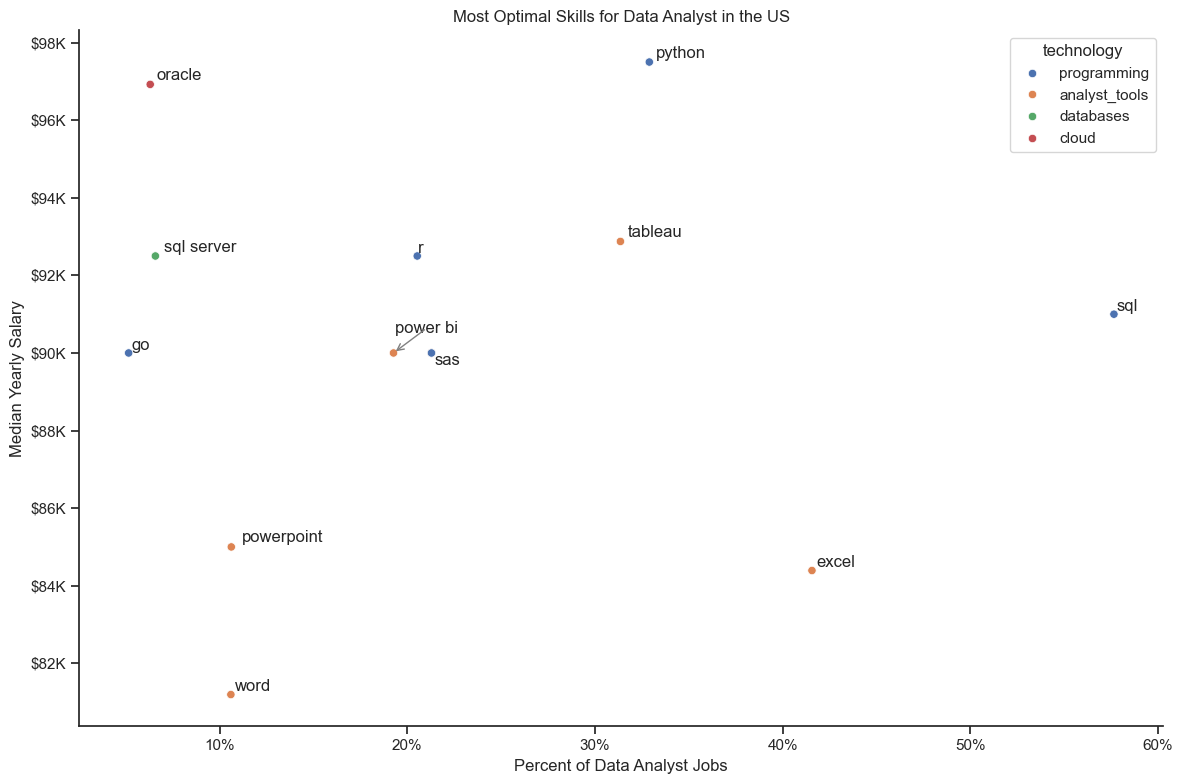 Most Optimal Skills for Data Analyst in the US
$98K
$96K
$94K
$92K
$90K
$88K
$86K
$84K
$82K
Median Yearly Salary
python
oracle
tableau
sql server
r
sql
power bi
go
sas
powerpoint
excel
word
technology
programming
analyst_tools
databases
cloud
10%
20%
30%
40%
50%
60%
Percent of Data Analyst Jobs